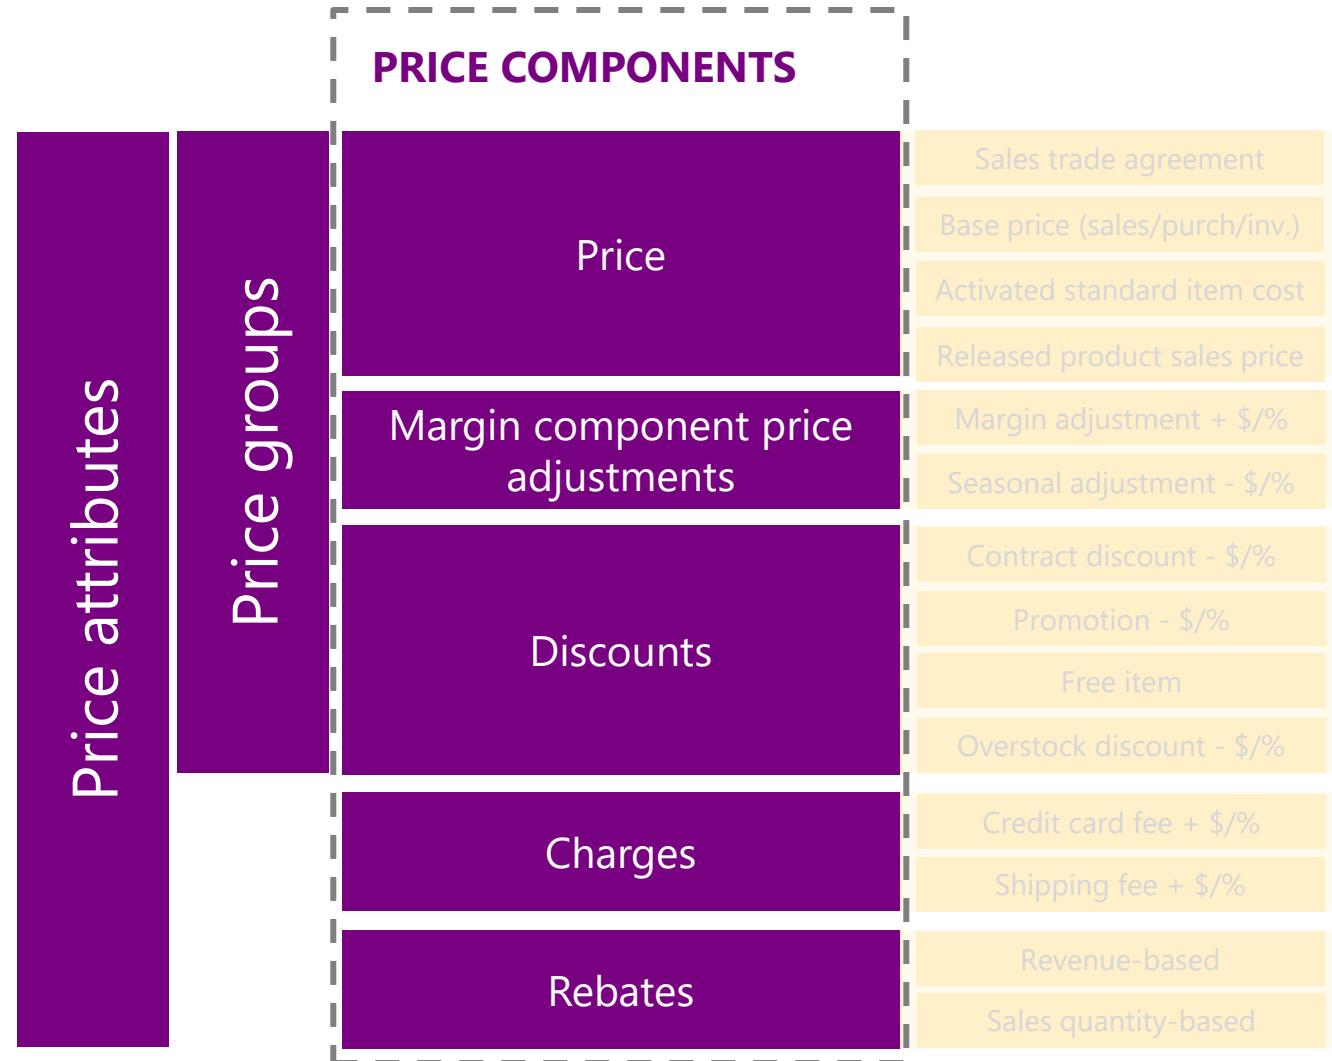 PRICE COMPONENTS
Price attributes
Price groups
Price
Sales trade agreement
Base price (sales/purch/inv.)
Activated standard item cost
Released product sales price
Margin component price
adjustments
Margin adjustment + $/%
Seasonal adjustment - $/%
Discounts
Contract discount - $/%
Promotion - $/%
Free item
Overstock discount - $/%
Charges
Credit card fee + $/%
Shipping fee + $/%
Rebates
Revenue-based
Sales quantity-based